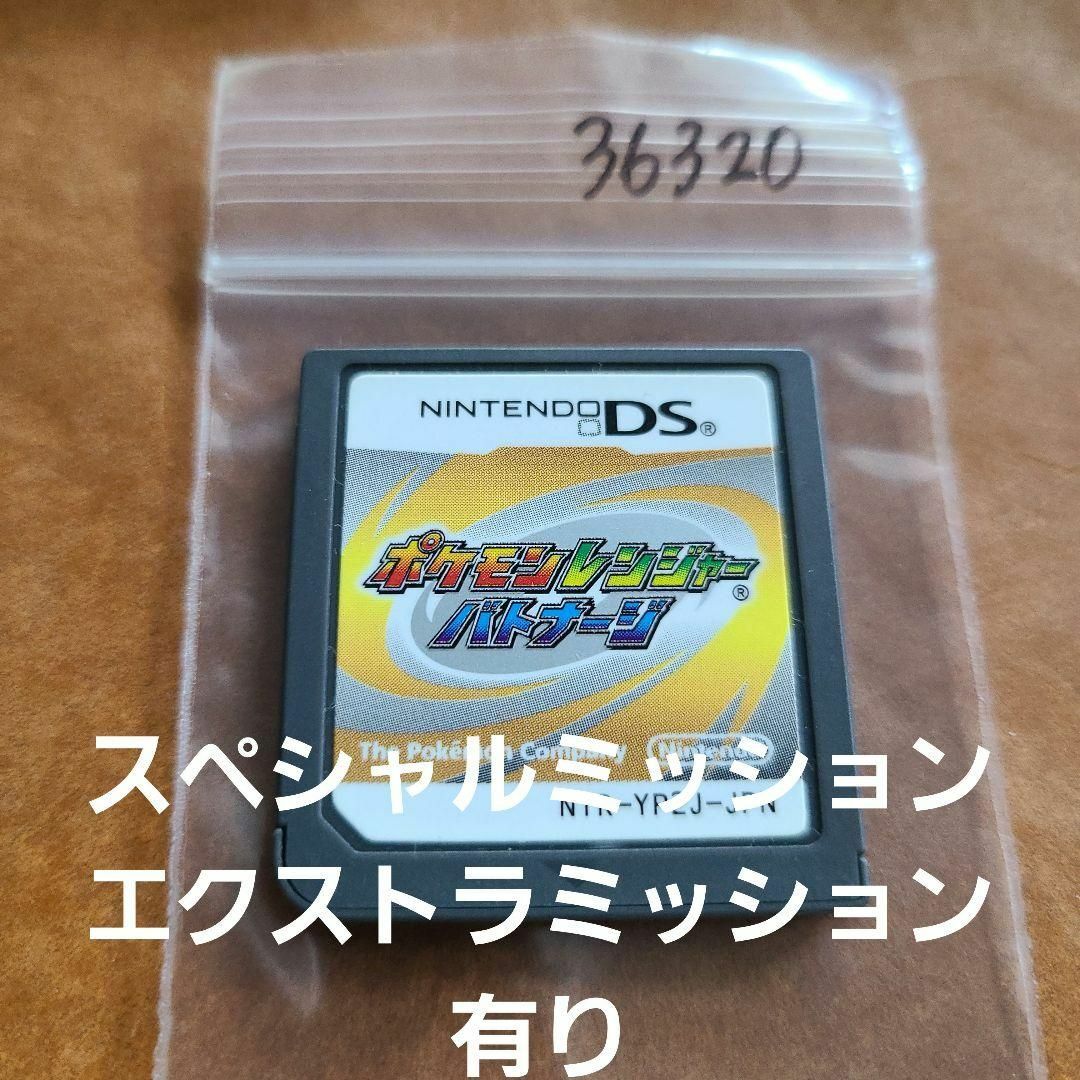 36320
NINTENDO DS®
ポケモンレンジャー®
バトナージ
The Pokémon Company Nintendo
NTR-YP2J-JPN
スペシャルミッション
エクストラミッション
有り